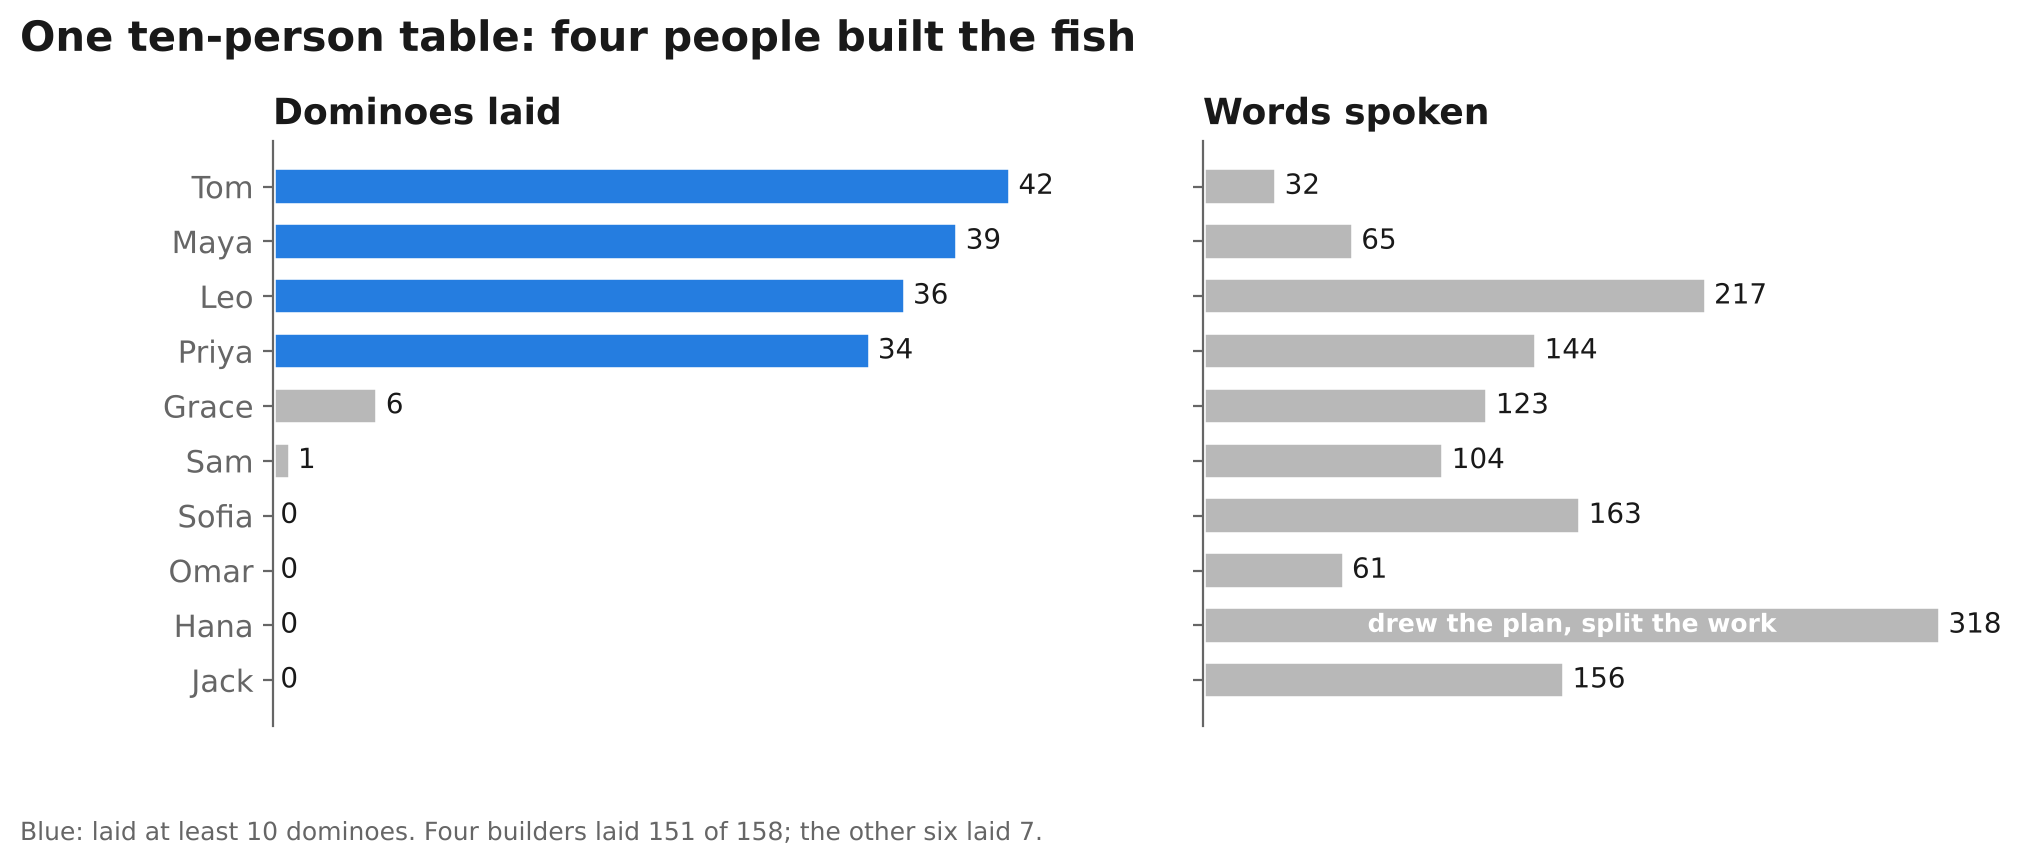 One ten-person table: four people built the fish
Dominoes laid
Words spoken
Tom 42 32
Maya 39 65
Leo 36 217
Priya 34 144
Grace 6 123
Sam 1 104
Sofia 0 163
Omar 0 61
Hana 0 drew the plan, split the work 318
Jack 0 156
Blue: laid at least 10 dominoes. Four builders laid 151 of 158; the other six laid 7.